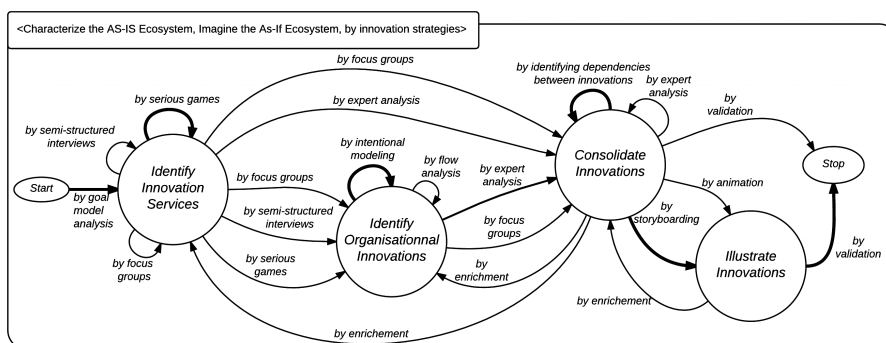 <Characterize the AS-IS Ecosystem, Imagine the As-If Ecosystem, by innovation strategies>
by focus groups
by identifying dependencies
between innovations
by expert
analysis
by serious games
by expert analysis
by
validation
by semi-structured
interviews
by intentional
modeling
by flow
analysis
by expert
analysis
Consolidate
Innovations
Stop
Identify
Innovation
Services
Start
by focus groups
by animation
by goal
model
analysis
by semi-structured
interviews
Identify
Organisationnal
Innovations
by focus
groups
by
storyboarding
by
validation
by focus
groups
by serious
games
by
enrichment
Illustrate
Innovations
by enrichement
by enrichement